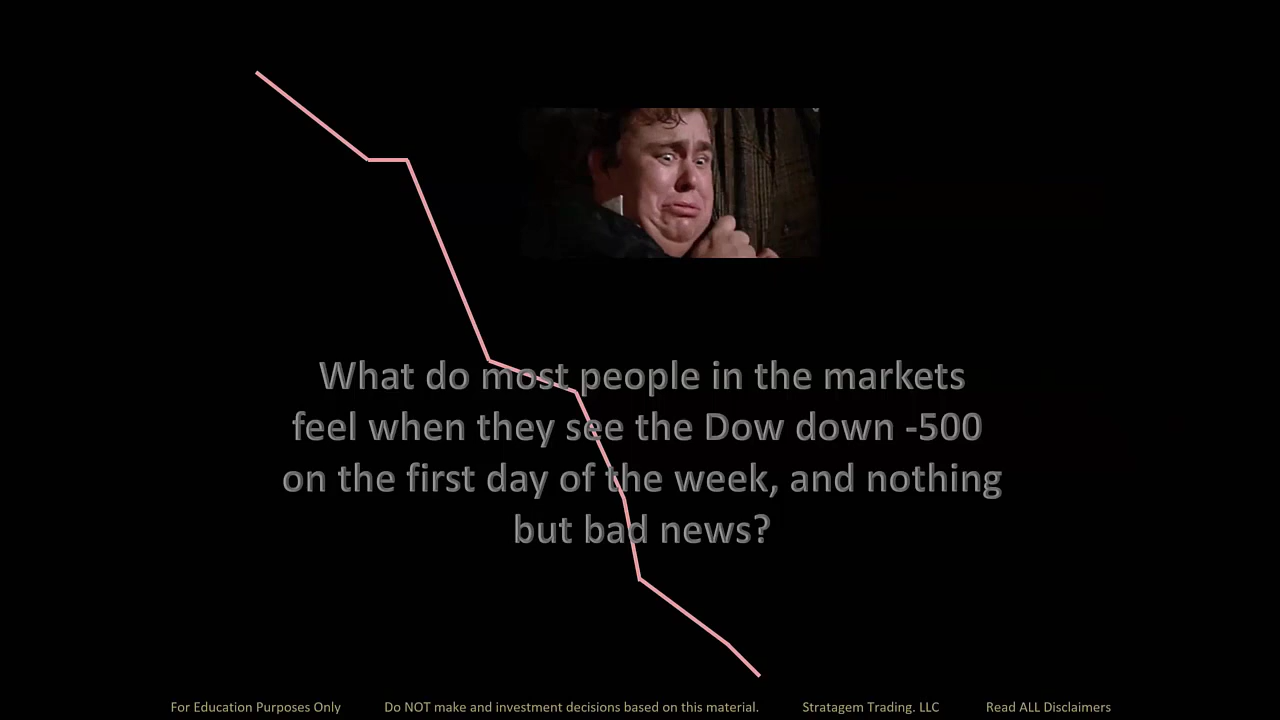 What do most people in the markets
feel when they see the Dow down -500
on the first day of the week, and nothing
but bad news?
For Education Purposes Only Do NOT make and investment decisions based on this material. Stratagem Trading. LLC Read ALL Disclaimers